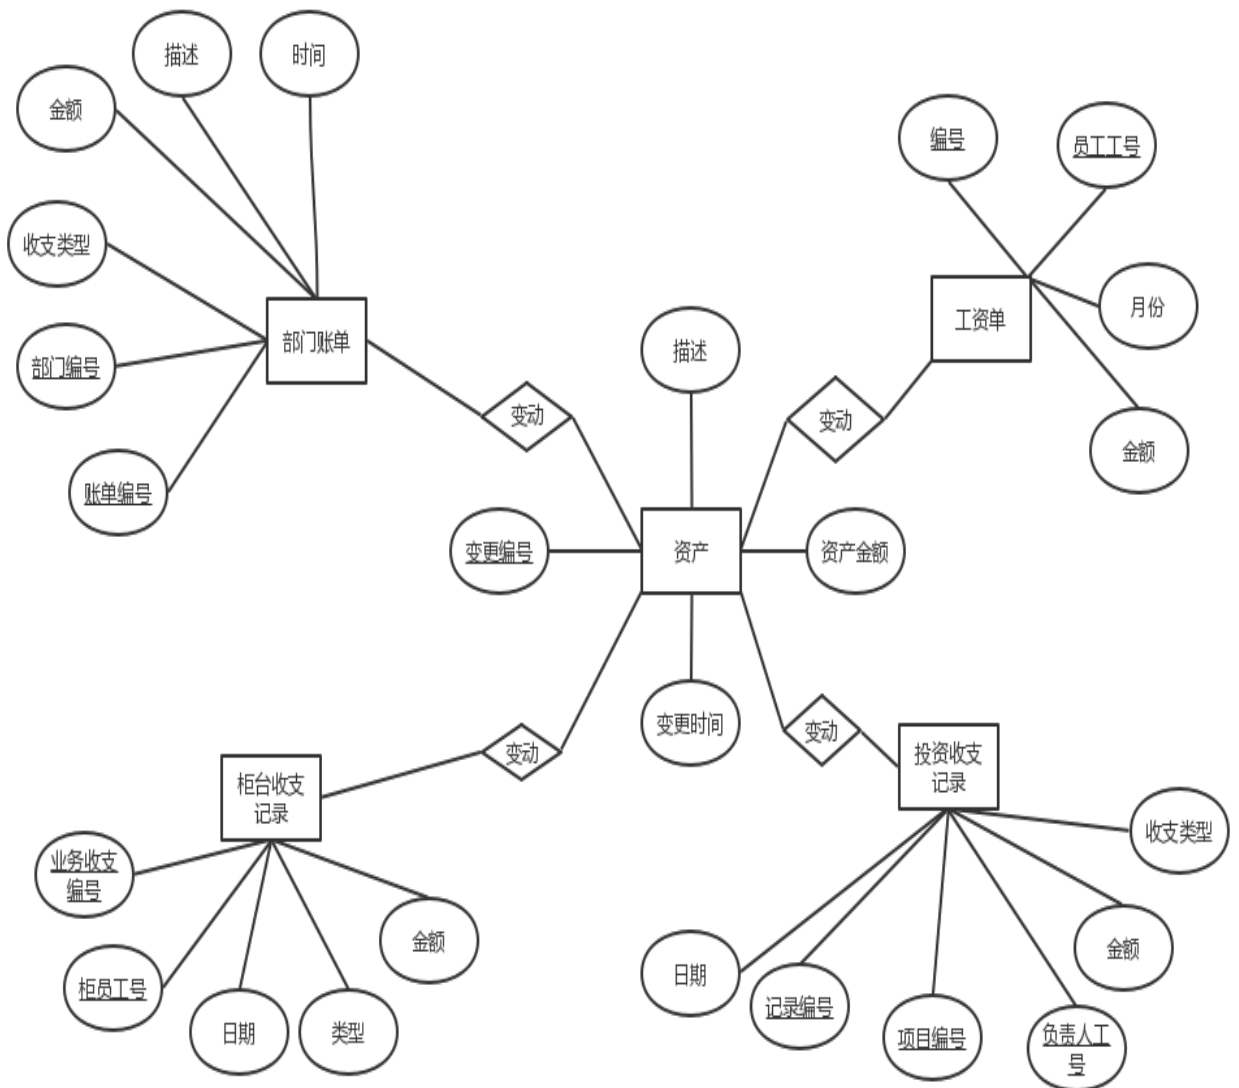 描述
时间
金额
收支类型
部门编号
账单编号
部门账单
变动
编号
员工工号
月份
金额
工资单
变动
描述
变更编号
资产
资产金额
变更时间
变动
柜台收支
记录
业务收支
编号
柜员工号
日期
类型
金额
变动
投资收支
记录
收支类型
金额
日期
记录编号
项目编号
负责人工
号